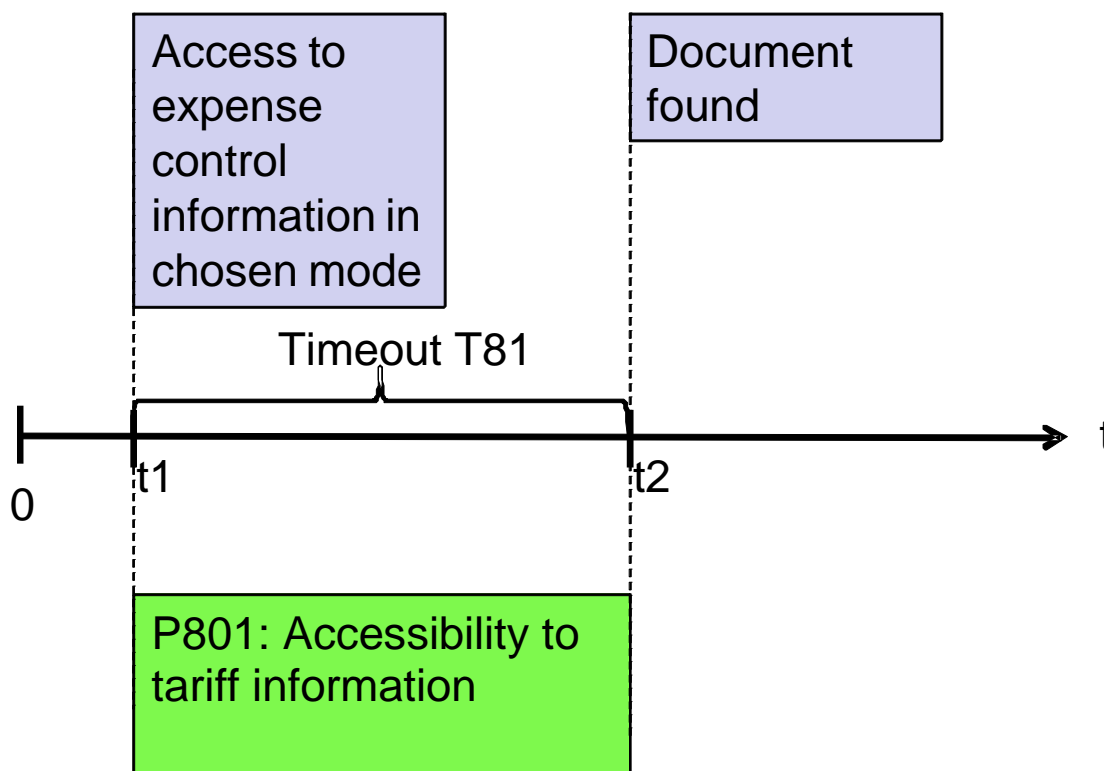 Access to
expense
control
information in
chosen mode
Document
found
Timeout T81
t
t1
t2
0
P801: Accessibility to
tariff information